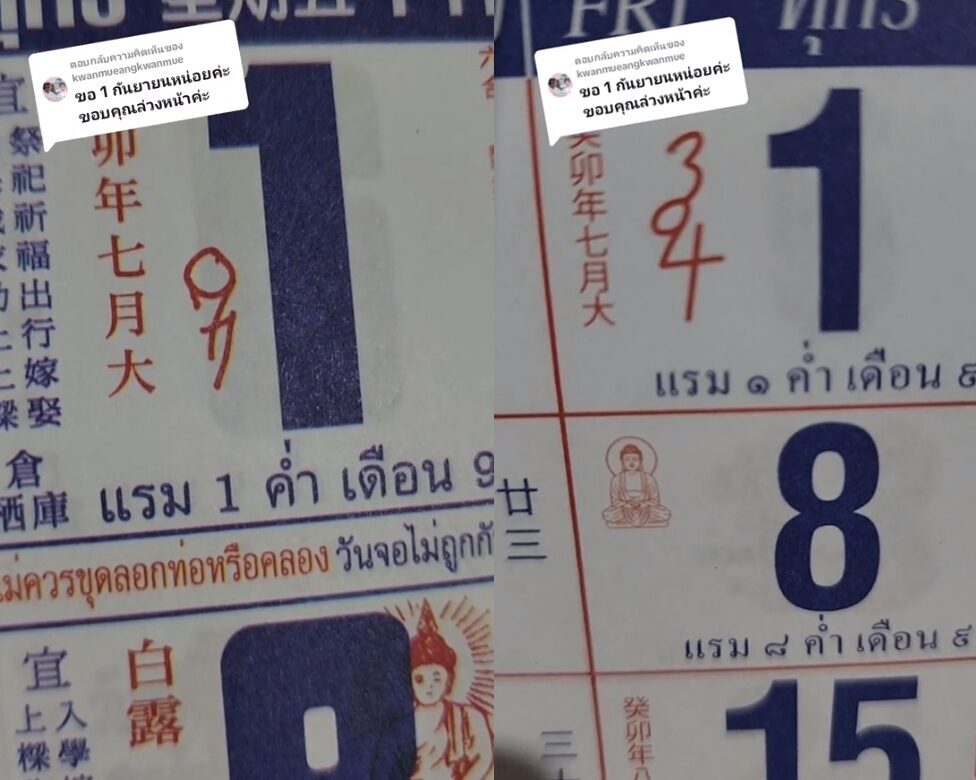 星期五
FRI ศุกร์
ตอบกลับความคิดเห็นของ
kwanmueangkwanmue
ขอ 1 กันยายนหน่อยค่ะ
ขอบคุณล่วงหน้าค่ะ
宜
祭
祀
祈
福
出
行
嫁
娶
倉
庫
卯年七月大
1
แรม 1 ค่ำ เดือน 9
ไม่ควรขุดลอกท่อหรือคลอง วันจอไม่ถูกกับ
宜
上樑
入學
白露
8
ตอบกลับความคิดเห็นของ
kwanmueangkwanmue
ขอ 1 กันยายนหน่อยค่ะ
ขอบคุณล่วงหน้าค่ะ
癸卯年七月大
394
1
แรม ๑ ค่ำ เดือน ๙
廿三
8
แรม ๘ ค่ำ เดือน ๙
癸卯年八
15